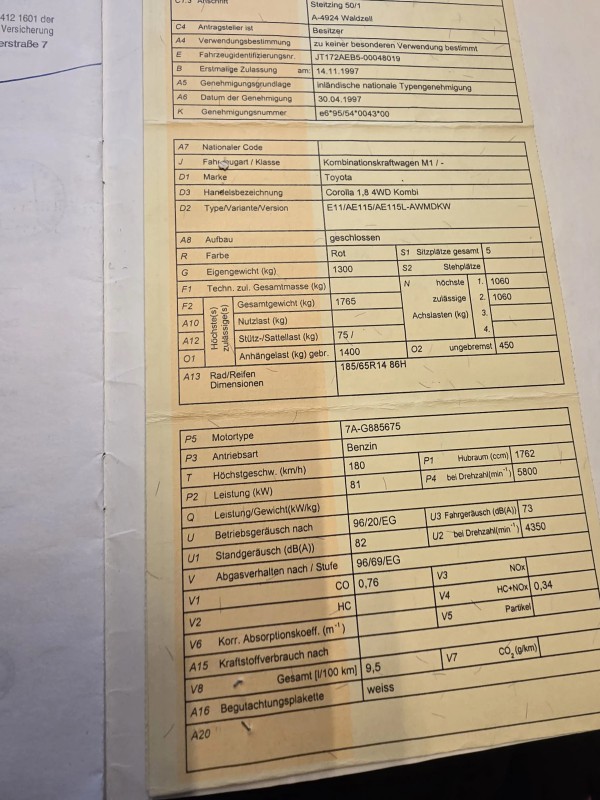 412 1601 der
Versicherung
erstraße 7
C1.3 Anschrift
Steitzing 50/1
A-4924 Waldzell
C4 Antragsteller ist Besitzer
A4 Verwendungsbestimmung zu keiner besonderen Verwendung bestimmt
E Fahrzeugidentifizierungsnr. JT172AEB5-00048019
B Erstmalige Zulassung am: 14.11.1997
A5 Genehmigungsgrundlage inländische nationale Typengenehmigung
A6 Datum der Genehmigung 30.04.1997
K Genehmigungsnummer e6*95/54*0043*00
A7 Nationaler Code
J Fahrzeugart / Klasse Kombinationskraftwagen M1 / -
D1 Marke Toyota
D3 Handelsbezeichnung Corolla 1,8 4WD Kombi
D2 Type/Variante/Version E11/AE115/AE115L-AWMDKW
A8 Aufbau geschlossen
R Farbe Rot S1 Sitzplätze gesamt 5
G Eigengewicht (kg) 1300 S2 Stehplätze
F1 Techn. zul. Gesamtmasse (kg) N höchste 1. 1060
Höchste(s) zulässige(s)
F2 Gesamtgewicht (kg) 1765 zulässige 2. 1060
A10 Nutzlast (kg) Achslasten (kg) 3.
A12 Stütz-/Sattellast (kg) 75 / 4.
O1 Anhängelast (kg) gebr. 1400 O2 ungebremst 450
A13 Rad/Reifen 185/65R14 86H
Dimensionen
P5 Motortype 7A-G885675
P3 Antriebsart Benzin
T Höchstgeschw. (km/h) 180 P1 Hubraum (ccm) 1762
P2 Leistung (kW) 81 P4 bei Drehzahl(min⁻¹) 5800
Q Leistung/Gewicht(kW/kg)
U Betriebsgeräusch nach 96/20/EG U3 Fahrgeräusch (dB(A)) 73
U1 Standgeräusch (dB(A)) 82 U2 bei Drehzahl(min⁻¹) 4350
V Abgasverhalten nach / Stufe 96/69/EG
V1 CO 0,76 V3 NOx
V2 HC V4 HC+NOx 0,34
V6 Korr. Absorptionskoeff. (m⁻¹) V5 Partikel
A15 Kraftstoffverbrauch nach
V8 Gesamt [l/100 km] 9,5 V7 CO₂ (g/km)
A16 Begutachtungsplakette weiss
A20